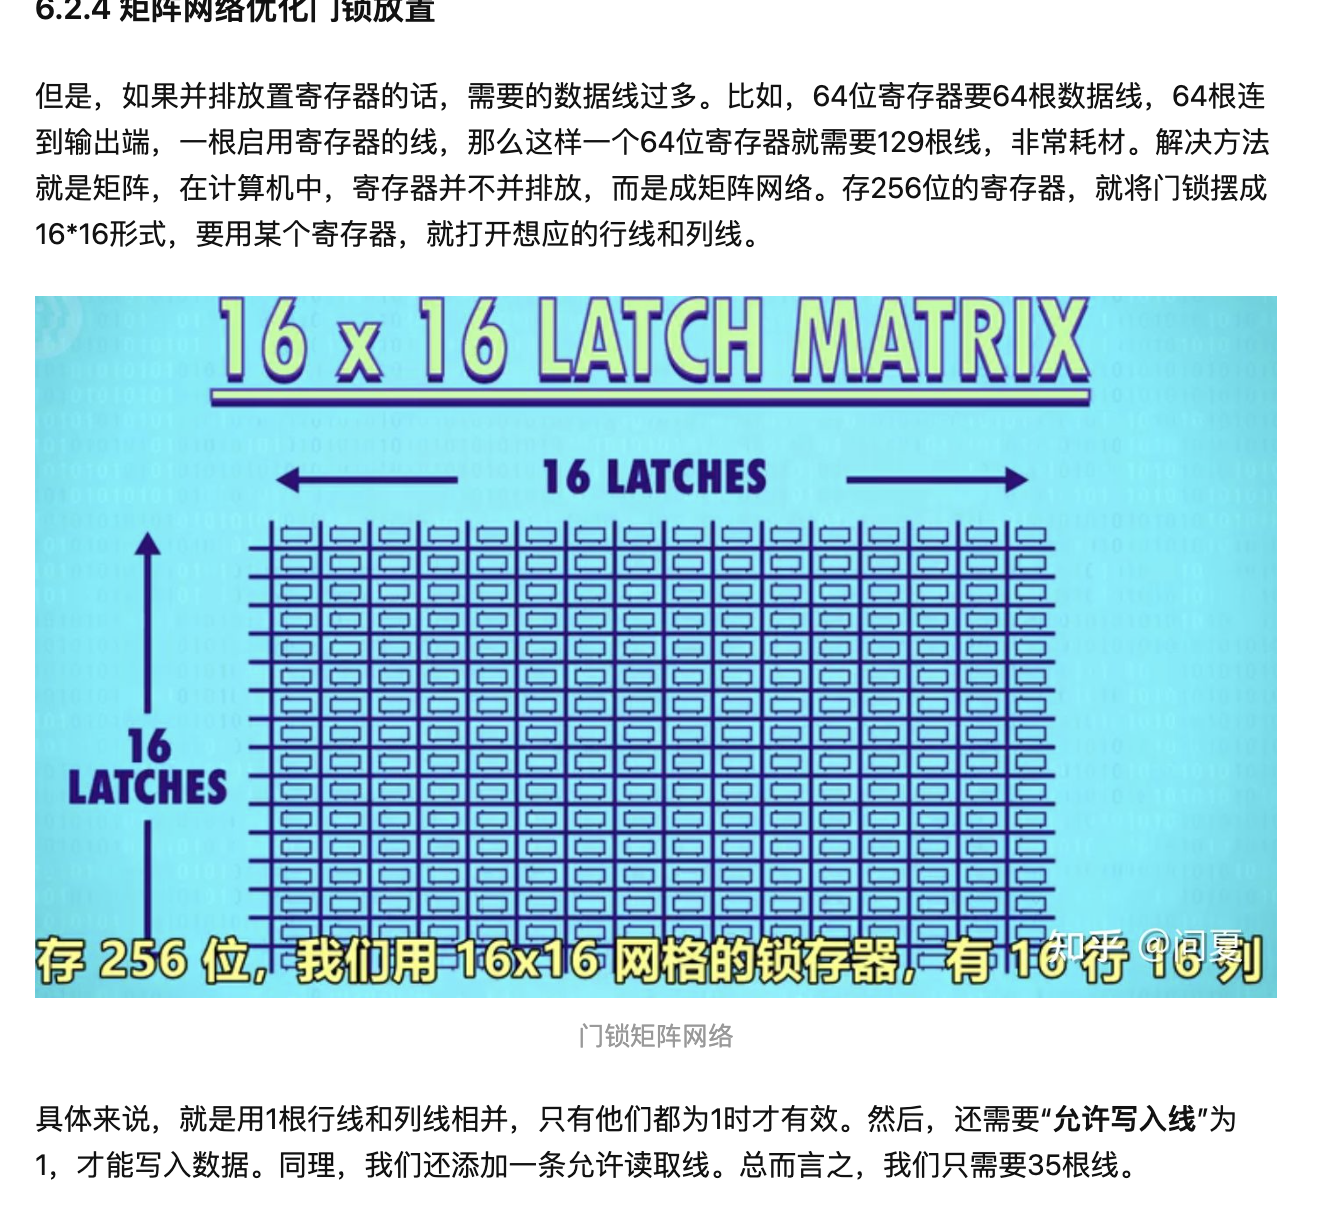 6.2.4 矩阵网络优化门锁放置
但是，如果并排放置寄存器的话，需要的数据线过多。比如，64位寄存器要64根数据线，64根连
到输出端，一根启用寄存器的线，那么这样一个64位寄存器就需要129根线，非常耗材。解决方法
就是矩阵，在计算机中，寄存器并不并排放，而是成矩阵网络。存256位的寄存器，就将门锁摆成
16*16形式，要用某个寄存器，就打开想应的行线和列线。
16 x 16 LATCH MATRIX
16 LATCHES
16
LATCHES
存 256 位，我们用 16x16 网格的锁存器，有 16 行 16 列
知乎 @问夏
门锁矩阵网络
具体来说，就是用1根行线和列线相并，只有他们都为1时才有效。然后，还需要“允许写入线”为
1，才能写入数据。同理，我们还添加一条允许读取线。总而言之，我们只需要35根线。